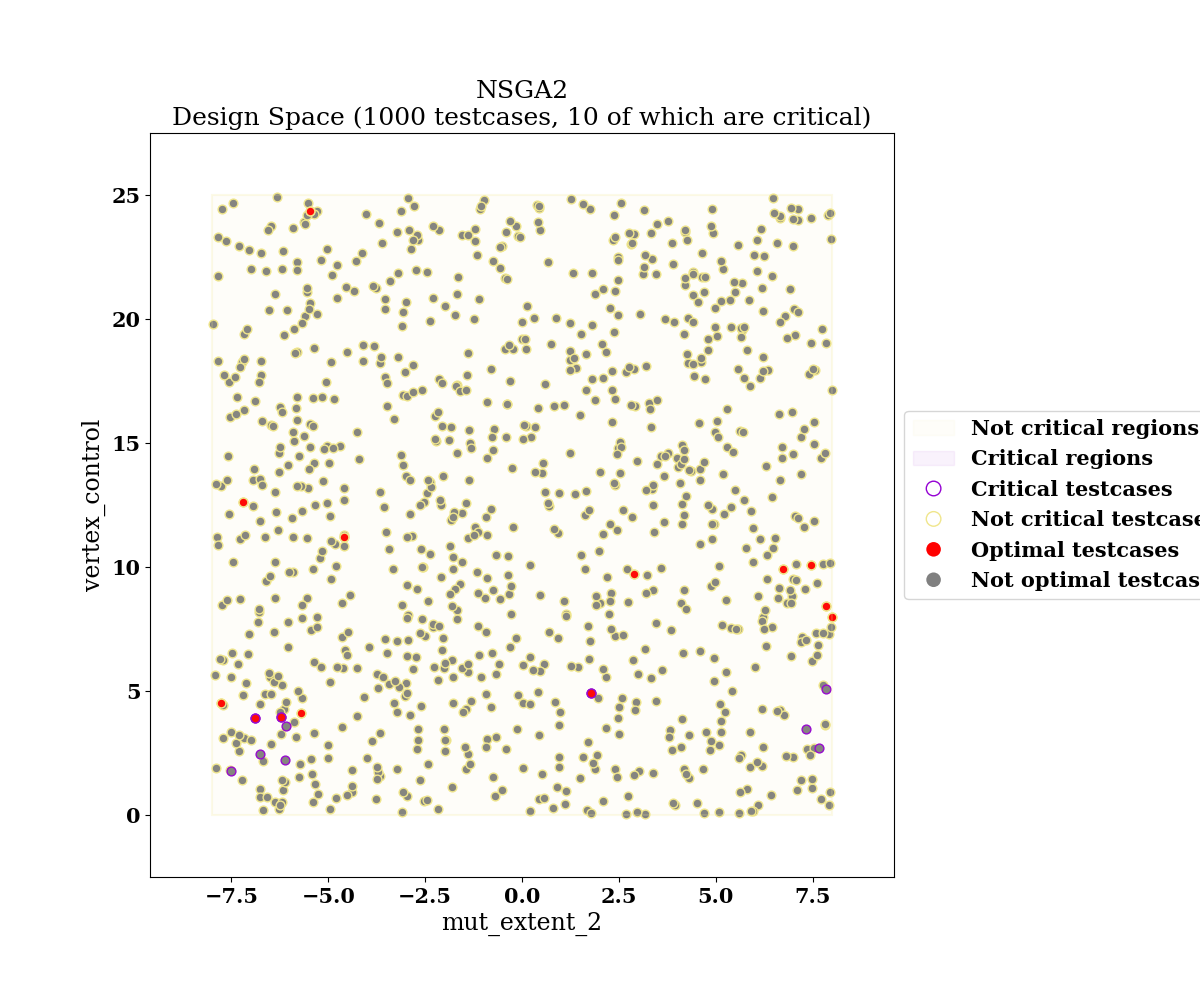 NSGA2
Design Space (1000 testcases, 10 of which are critical)
25
20
15
10
5
0
vertex_control
−7.5 −5.0 −2.5 0.0 2.5 5.0 7.5
mut_extent_2
Not critical regions
Critical regions
Critical testcases
Not critical testcase
Optimal testcases
Not optimal testcas